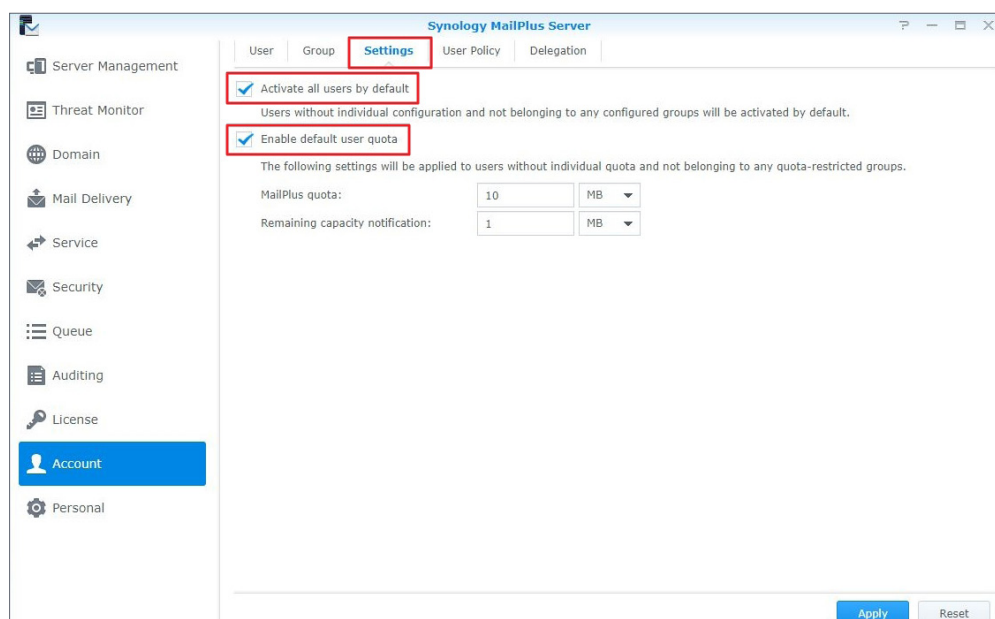 Synology MailPlus Server
Server Management
Threat Monitor
Domain
Mail Delivery
Service
Security
Queue
Auditing
License
Account
Personal
User Group Settings User Policy Delegation
Activate all users by default
Users without individual configuration and not belonging to any configured groups will be activated by default.
Enable default user quota
The following settings will be applied to users without individual quota and not belonging to any quota-restricted groups.
MailPlus quota: 10 MB
Remaining capacity notification: 1 MB
Apply Reset